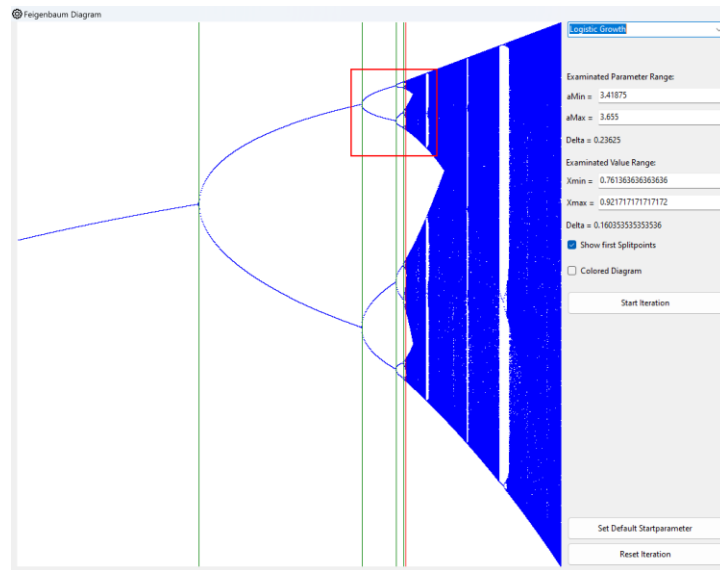 Feigenbaum Diagram
Logistic Growth
Examined Parameter Range:
aMin = 3.41875
aMax = 3.655
Delta = 0.23625
Examined Value Range:
Xmin = 0.761363636363636
Xmax = 0.921717171717172
Delta = 0.160353535353536
Show first Splitpoints
Colored Diagram
Start Iteration
Set Default Startparameter
Reset Iteration